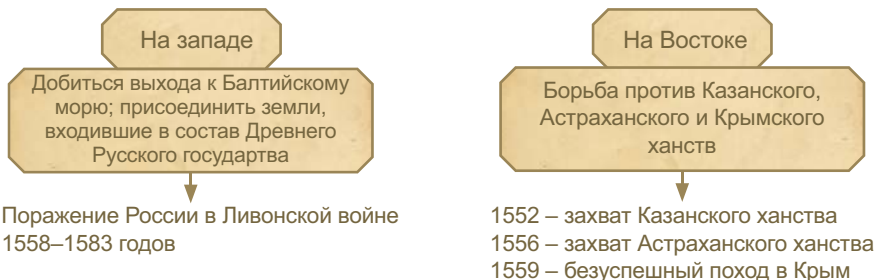 На западе
Добиться выхода к Балтийскому
морю; присоединить земли,
входившие в состав Древнего
Русского государтва
Поражение России в Ливонской войне
1558–1583 годов
На Востоке
Борьба против Казанского,
Астраханского и Крымского
ханств
1552 – захват Казанского ханства
1556 – захват Астраханского ханства
1559 – безуспешный поход в Крым